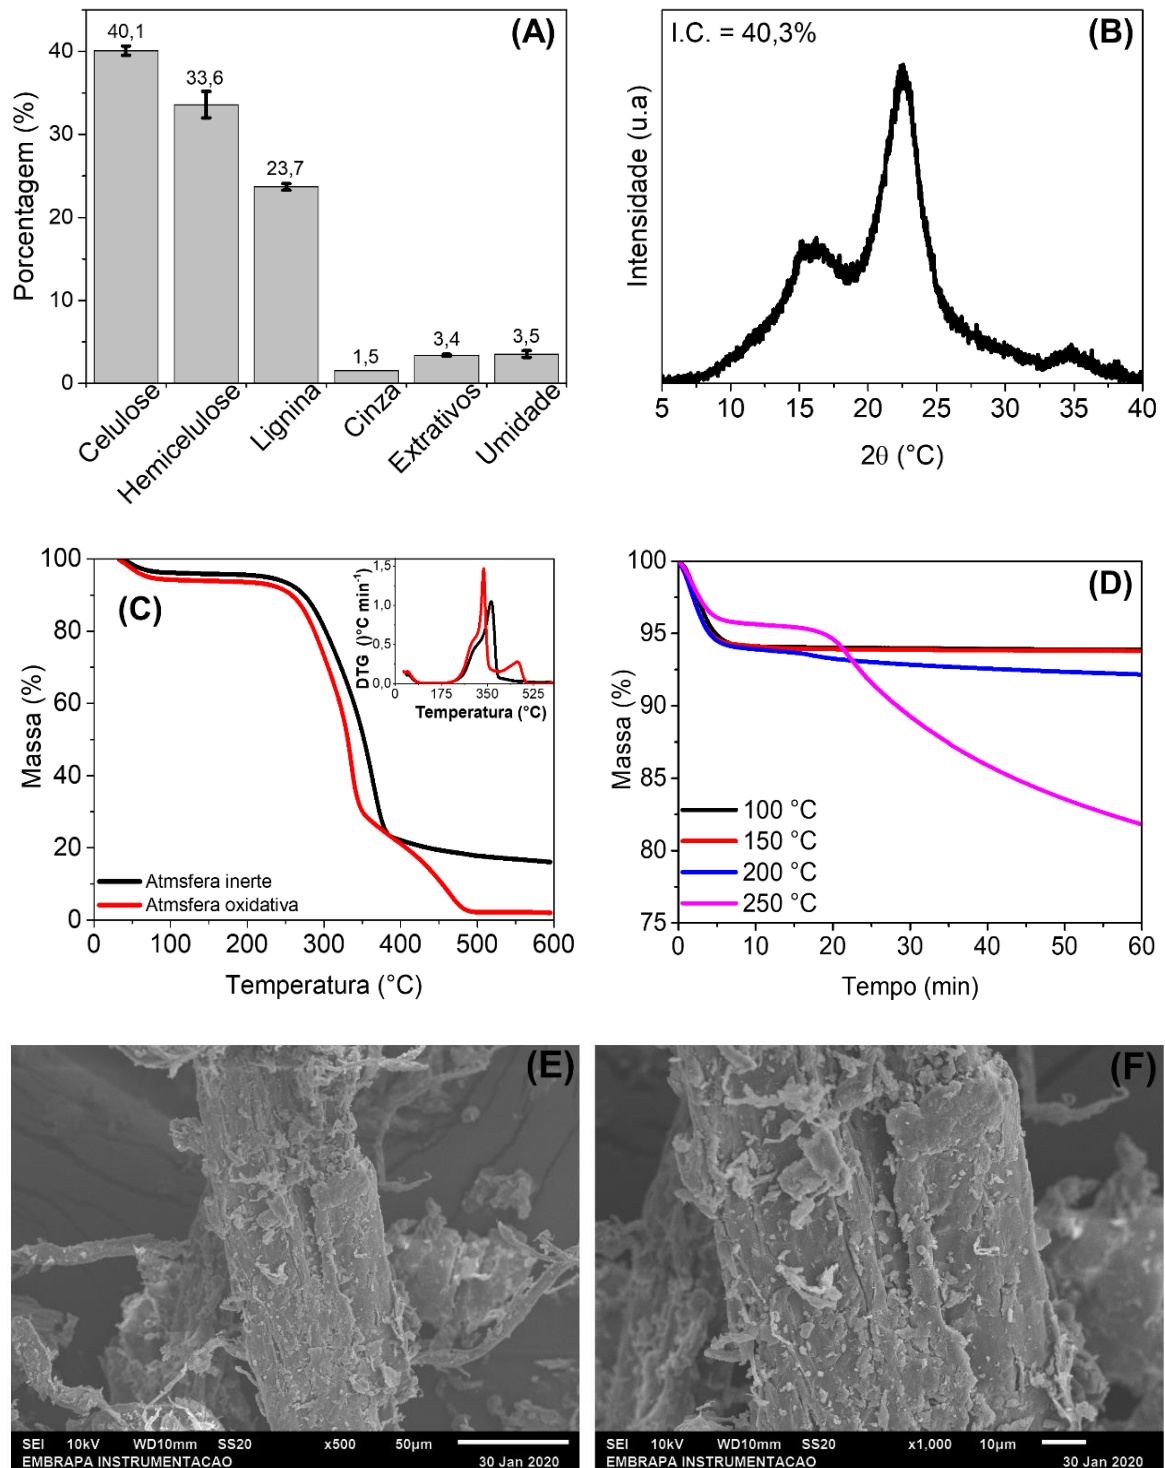 (A)
40,1
33,6
23,7
1,5
3,4
3,5
40
30
20
10
0
Porcentagem (%)
Celulose
Hemicelulose
Lignina
Cinza
Extrativos
Umidade
I.C. = 40,3%
(B)
Intensidade (u.a)
5 10 15 20 25 30 35 40
2θ (°C)
(C)
100
80
60
40
20
0
Massa (%)
0 100 200 300 400 500 600
Temperatura (°C)
Atmsfera inerte
Atmsfera oxidativa
1,5
1,0
0,5
0,0
DTG ()°C min-1)
0 175 350 525
Temperatura (°C)
(D)
100
95
90
85
80
75
Massa (%)
100 °C
150 °C
200 °C
250 °C
0 10 20 30 40 50 60
Tempo (min)
(E)
SEI 10kV WD10mm SS20 x500 50µm
EMBRAPA INSTRUMENTACAO 30 Jan 2020
(F)
SEI 10kV WD10mm SS20 x1,000 10µm
EMBRAPA INSTRUMENTACAO 30 Jan 2020